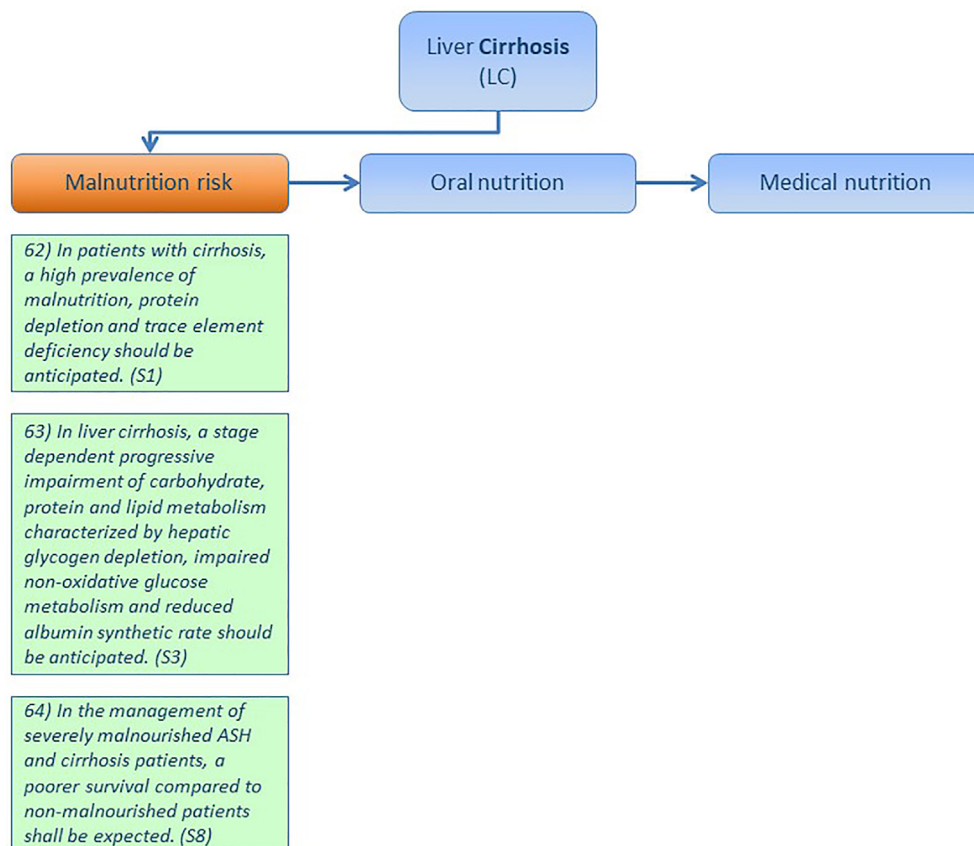 Liver Cirrhosis
(LC)
Malnutrition risk
Oral nutrition
Medical nutrition
62) In patients with cirrhosis,
a high prevalence of
malnutrition, protein
depletion and trace element
deficiency should be
anticipated. (S1)
63) In liver cirrhosis, a stage
dependent progressive
impairment of carbohydrate,
protein and lipid metabolism
characterized by hepatic
glycogen depletion, impaired
non-oxidative glucose
metabolism and reduced
albumin synthetic rate should
be anticipated. (S3)
64) In the management of
severely malnourished ASH
and cirrhosis patients, a
poorer survival compared to
non-malnourished patients
shall be expected. (S8)